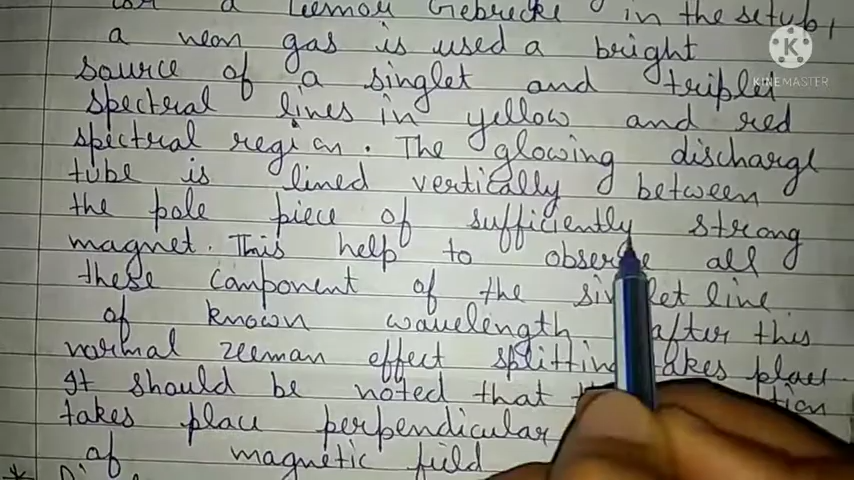 a in the setup,
a neon gas is used a bright
source of a singlet and triplet
spectral lines in yellow and red
spectral region. The glowing discharge
tube is lined vertically between
the pole piece of sufficiently strong
magnet. This help to observe all
these component of the line
of known wavelength after this
normal zeeman effect splitting takes place.
It should be noted that
takes place perpendicular
of magnetic field
KINEMASTER